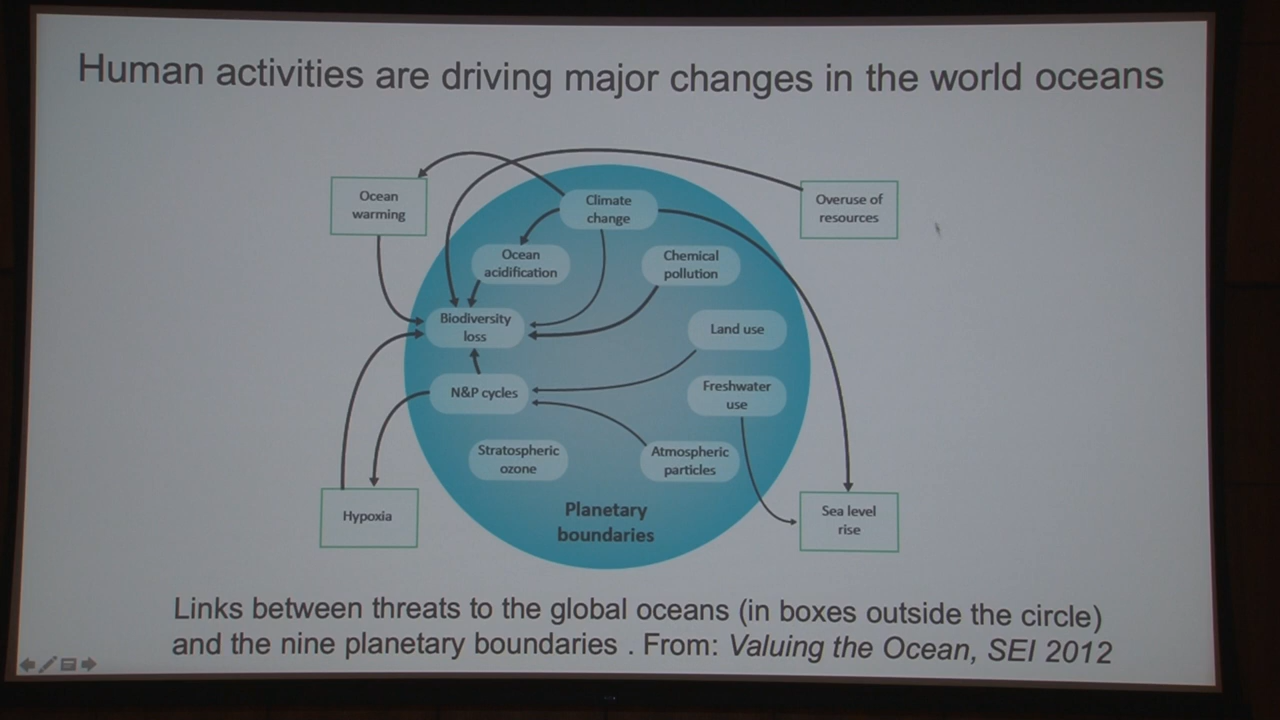 Human activities are driving major changes in the world oceans
Ocean
warming
Climate
change
Overuse of
resources
Ocean
acidification
Chemical
pollution
Biodiversity
loss
Land use
N&P cycles
Freshwater
use
Stratospheric
ozone
Atmospheric
particles
Hypoxia
Planetary
boundaries
Sea level
rise
Links between threats to the global oceans (in boxes outside the circle)
and the nine planetary boundaries . From: Valuing the Ocean, SEI 2012